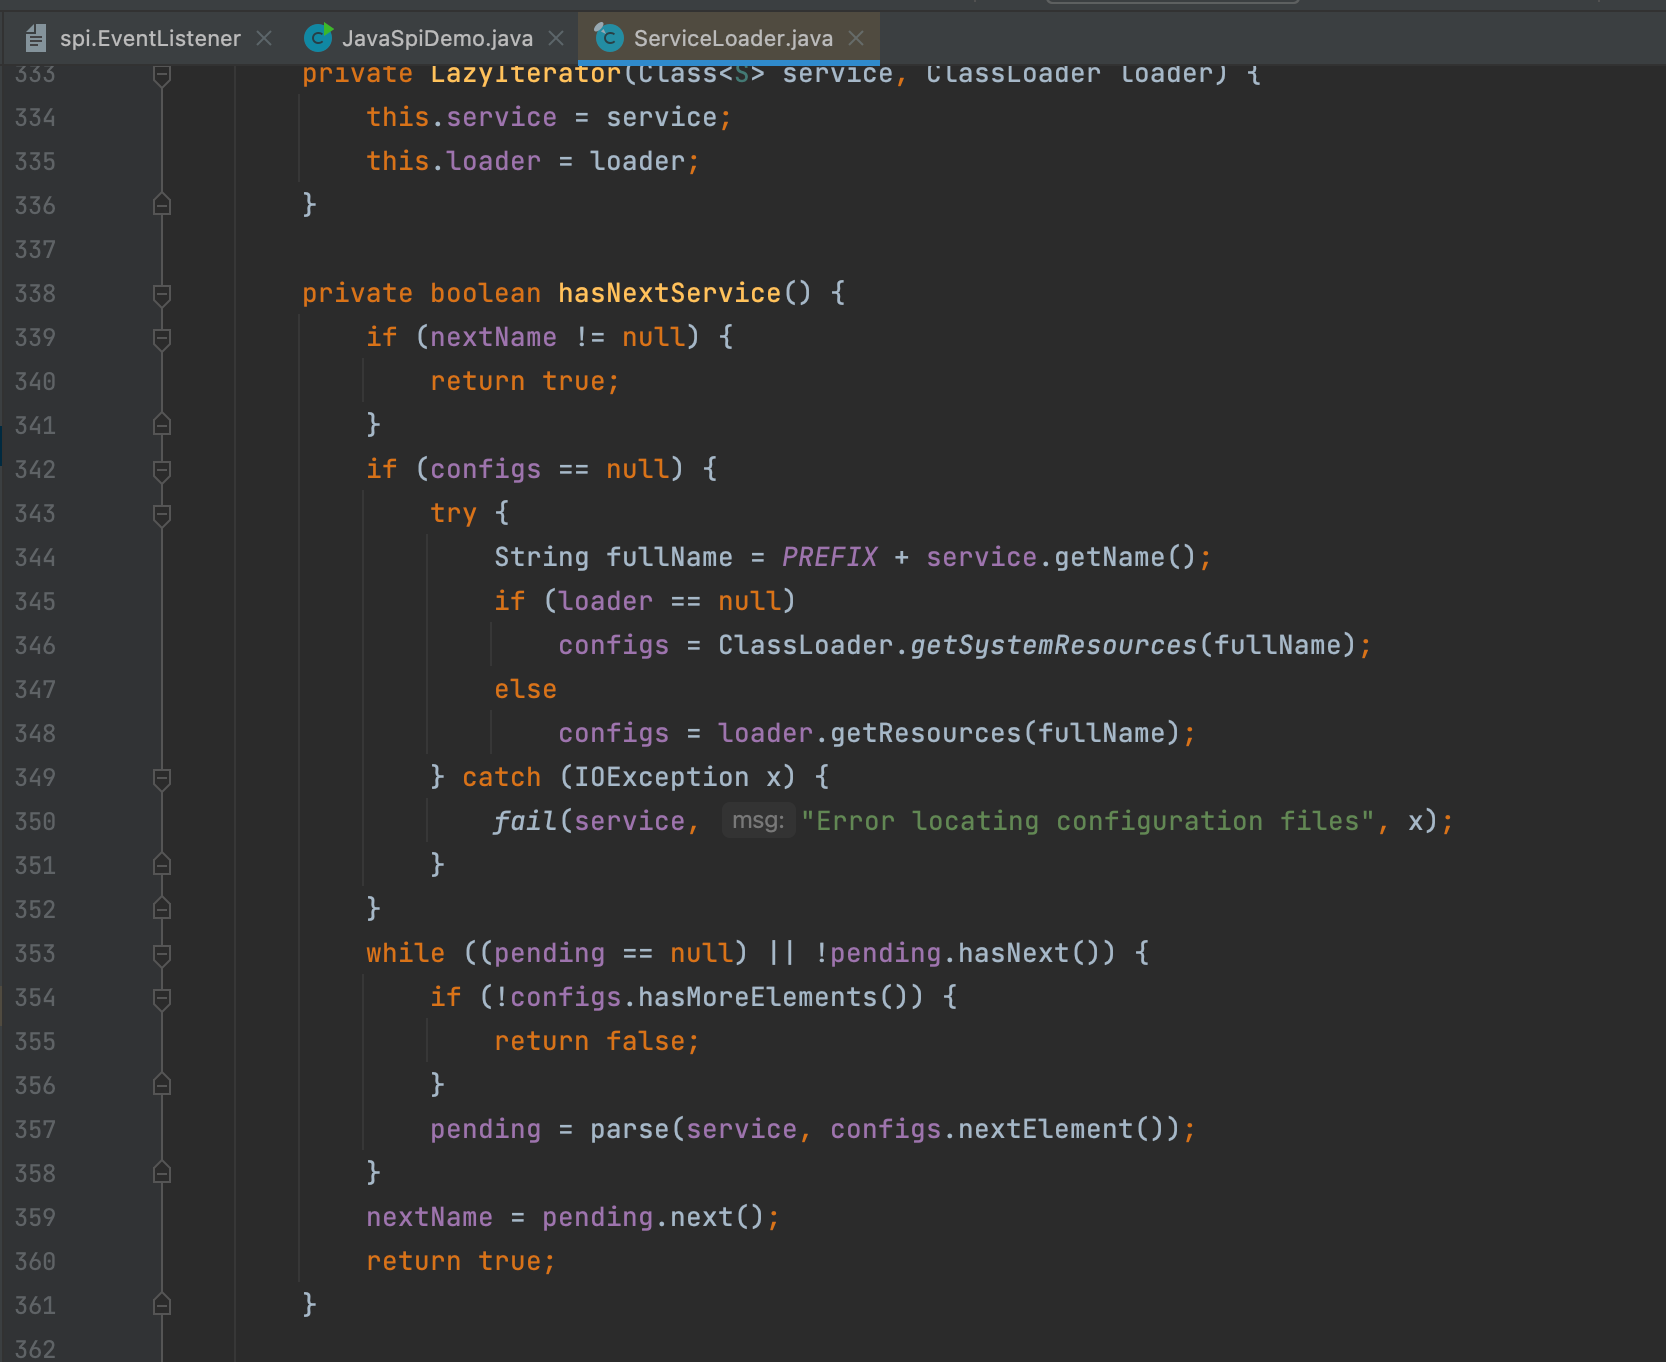 spi.EventListener JavaSpiDemo.java ServiceLoader.java
333 private LazyIterator(Class<S> service, ClassLoader loader) {
334 this.service = service;
335 this.loader = loader;
336 }
337
338 private boolean hasNextService() {
339 if (nextName != null) {
340 return true;
341 }
342 if (configs == null) {
343 try {
344 String fullName = PREFIX + service.getName();
345 if (loader == null)
346 configs = ClassLoader.getSystemResources(fullName);
347 else
348 configs = loader.getResources(fullName);
349 } catch (IOException x) {
350 fail(service, msg: "Error locating configuration files", x);
351 }
352 }
353 while ((pending == null) || !pending.hasNext()) {
354 if (!configs.hasMoreElements()) {
355 return false;
356 }
357 pending = parse(service, configs.nextElement());
358 }
359 nextName = pending.next();
360 return true;
361 }
362